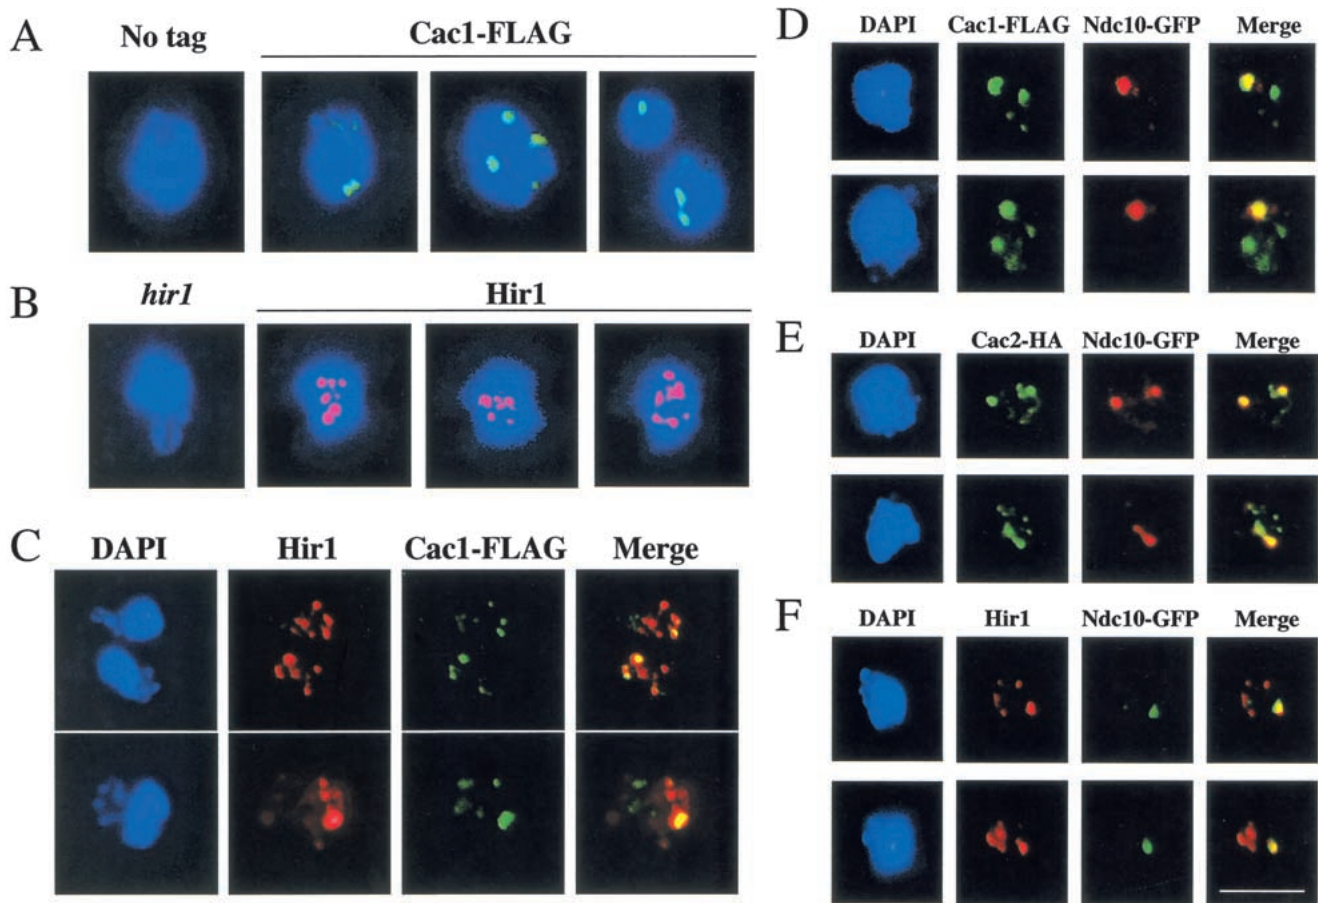 A
No tag
Cac1-FLAG
B
hir1
Hir1
C
DAPI
Hir1
Cac1-FLAG
Merge
D
DAPI
Cac1-FLAG
Ndc10-GFP
Merge
E
DAPI
Cac2-HA
Ndc10-GFP
Merge
F
DAPI
Hir1
Ndc10-GFP
Merge